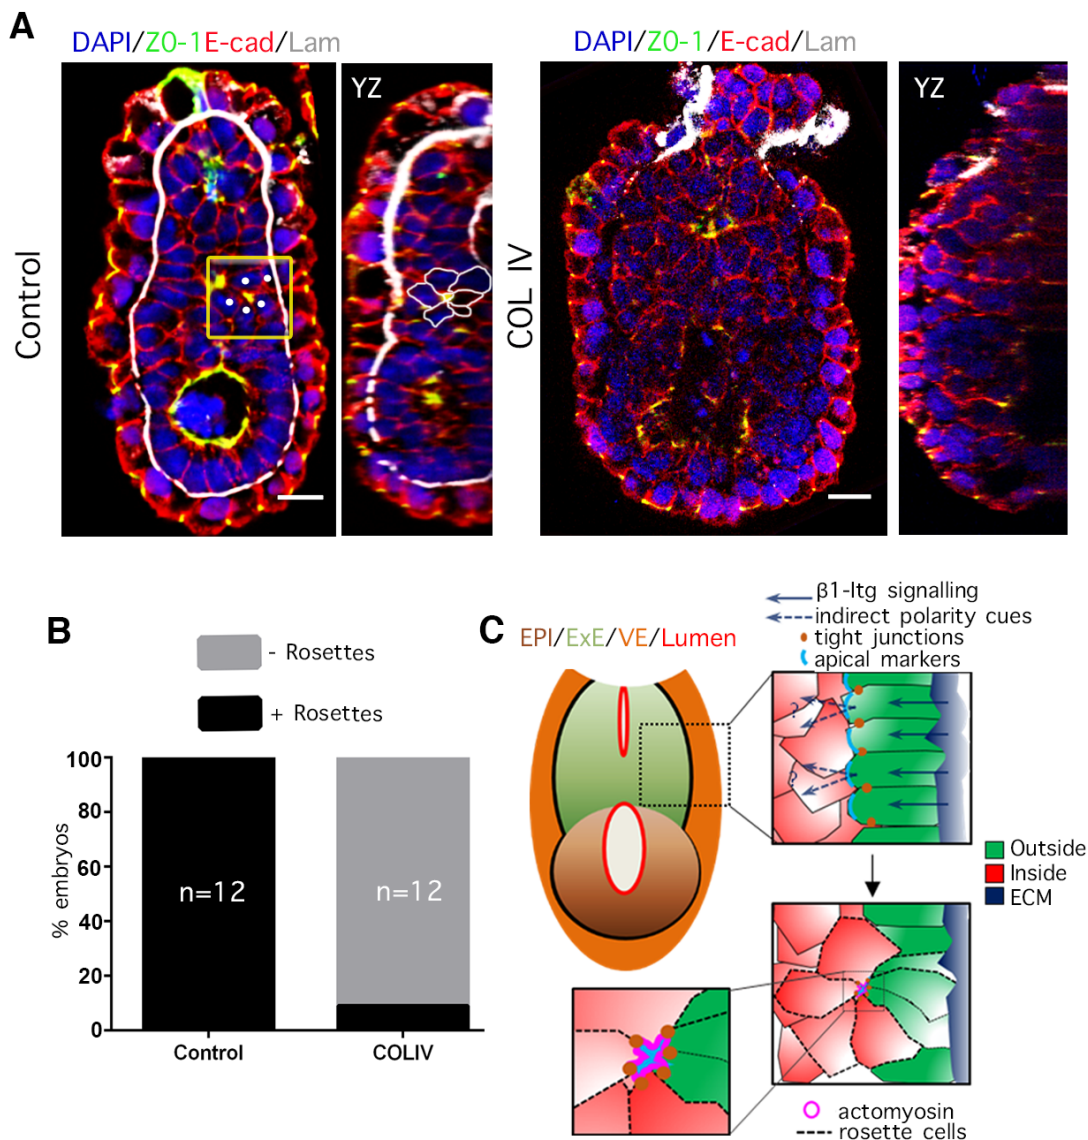 A
DAPI/ZO-1E-cad/Lam
DAPI/ZO-1/E-cad/Lam
Control
YZ
COL IV
YZ
B
- Rosettes
+ Rosettes
% embryos
100
80
60
40
20
0
n=12
n=12
Control
COLIV
C
EPI/ExE/VE/Lumen
β1-Itg signalling
indirect polarity cues
tight junctions
apical markers
?
?
Outside
Inside
ECM
actomyosin
rosette cells